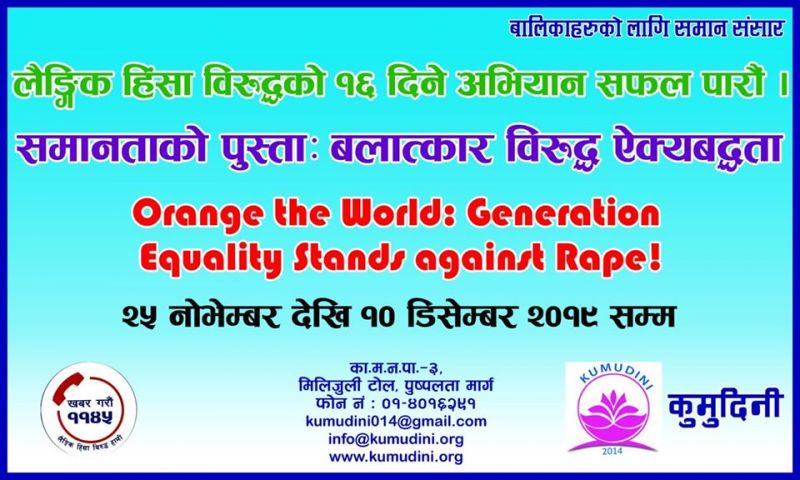 बालिकाहरुको लागि समान संसार
लैङ्गिक हिंसा विरुद्धको १६ दिने अभियान सफल पारौं ।
समानताको पुस्ताः बलात्कार विरुद्ध ऐक्यबद्धता
Orange the World: Generation
Equality Stands against Rape!
२५ नोभेम्बर देखि १० डिसेम्बर २०१९ सम्म
खबर गरौं
११४५
लैङ्गिक हिंसा बिरुद्ध हामी
का.म.न.पा.-३,
मिलिजुली टोल, पुष्पलता मार्ग
फोन नं : ०१-४०१६२५१
kumudini014@gmail.com
info@kumudini.org
www.kumudini.org
KUMUDINI
2014
कुमुदिनी